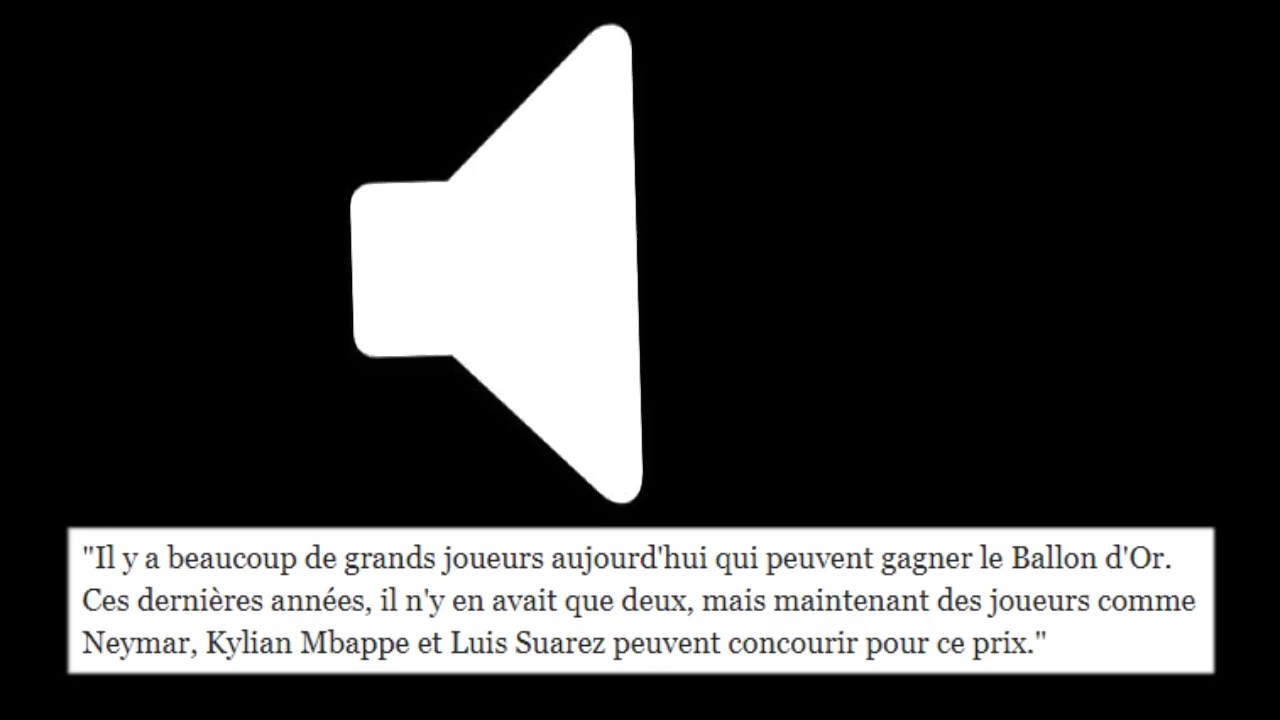 "Il y a beaucoup de grands joueurs aujourd'hui qui peuvent gagner le Ballon d'Or.
Ces dernières années, il n'y en avait que deux, mais maintenant des joueurs comme
Neymar, Kylian Mbappe et Luis Suarez peuvent concourir pour ce prix."